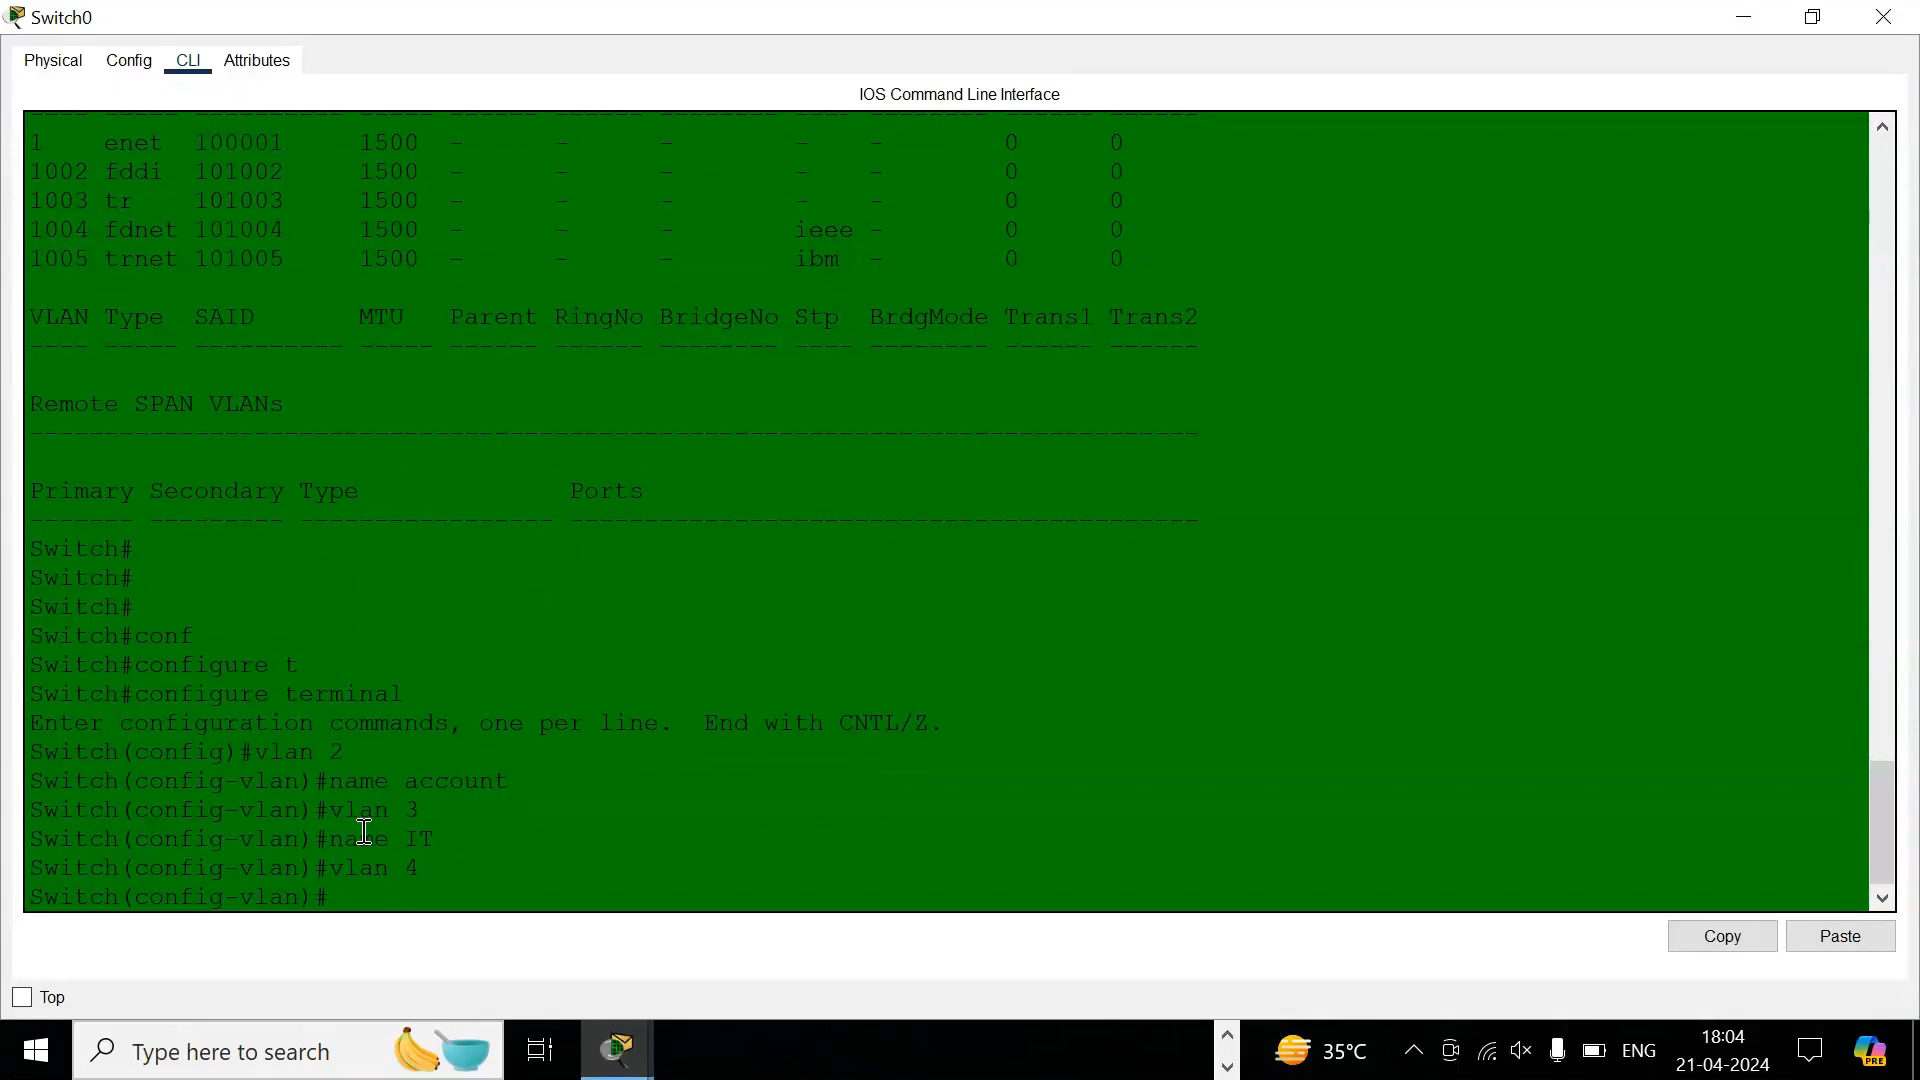 Switch0
Physical Config CLI Attributes
IOS Command Line Interface
---- ----- ---------- ----- ------ ------ -------- ---- -------- ------ ------
1 enet 100001 1500 - - - - - 0 0
1002 fddi 101002 1500 - - - - - 0 0
1003 tr 101003 1500 - - - - - 0 0
1004 fdnet 101004 1500 - - - ieee - 0 0
1005 trnet 101005 1500 - - - ibm - 0 0
VLAN Type SAID MTU Parent RingNo BridgeNo Stp BrdgMode Trans1 Trans2
---- ----- ---------- ----- ------ ------ -------- ---- -------- ------ ------
Remote SPAN VLANs
------------------------------------------------------------------------------
Primary Secondary Type Ports
------- --------- ----------------- ------------------------------------------
Switch#
Switch#
Switch#
Switch#conf
Switch#configure t
Switch#configure terminal
Enter configuration commands, one per line. End with CNTL/Z.
Switch(config)#vlan 2
Switch(config-vlan)#name account
Switch(config-vlan)#vlan 3
Switch(config-vlan)#name IT
Switch(config-vlan)#vlan 4
Switch(config-vlan)#
Copy Paste
Top
Type here to search
35°C
ENG
18:04
21-04-2024
PRE